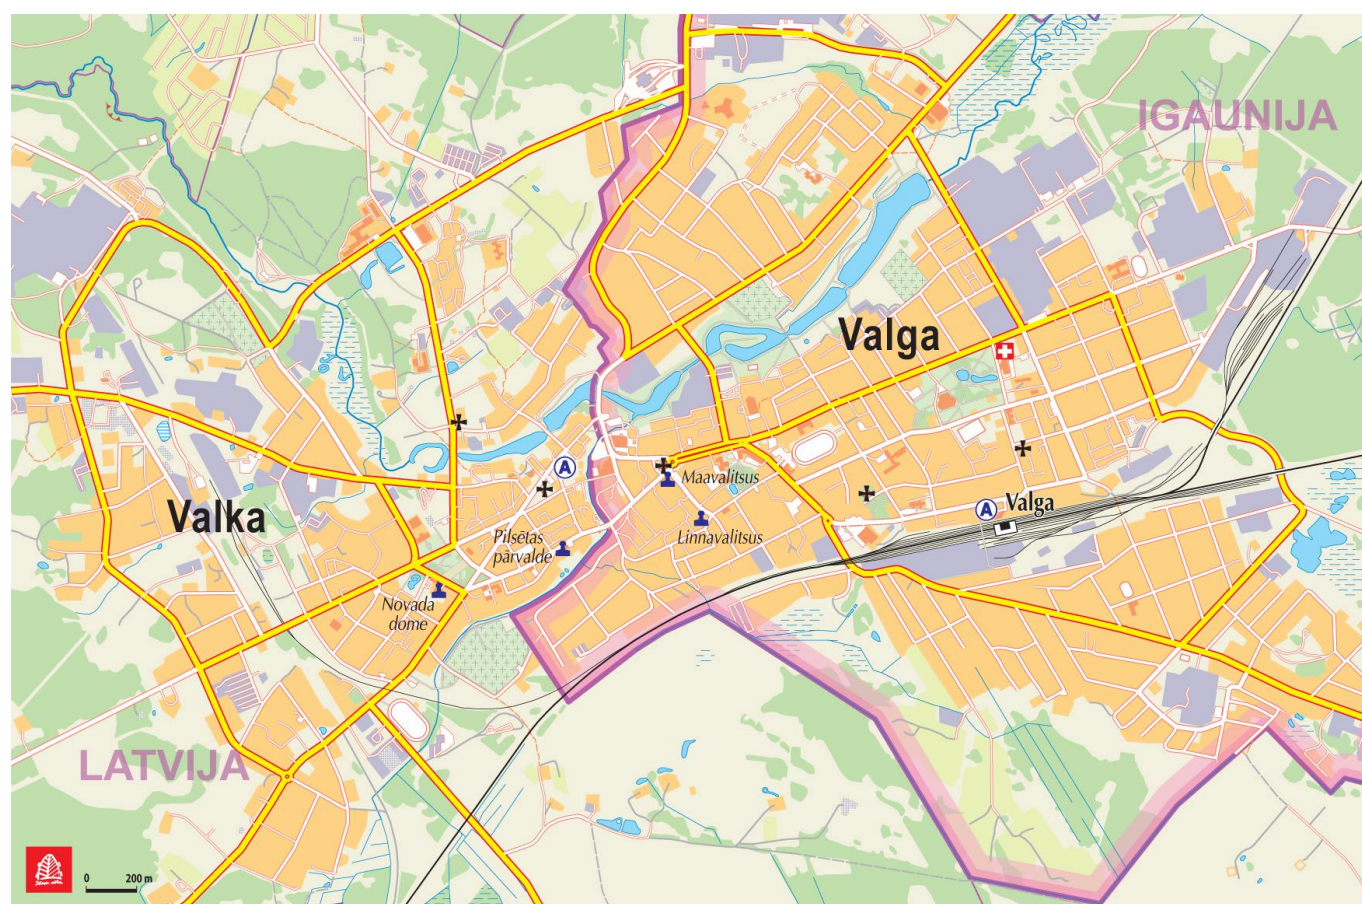 IGAUNIJA
Valga
Valka
A
Maavalitsus
Valga
A
Pilsētas
pārvalde
Linnavalitsus
Novada
dome
LATVIJA
0 200 m